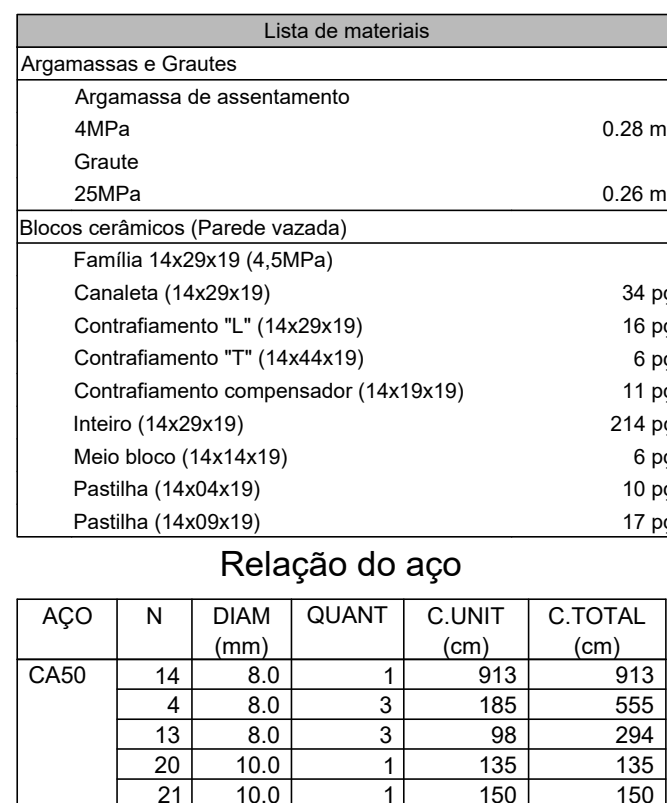 Lista de materiais
Argamassas e Grautes
Argamassa de assentamento
4MPa 0.28 m
Graute
25MPa 0.26 m
Blocos cerâmicos (Parede vazada)
Família 14x29x19 (4,5MPa)
Canaleta (14x29x19) 34 pç
Contrafiamento "L" (14x29x19) 16 pç
Contrafiamento "T" (14x44x19) 6 pç
Contrafiamento compensador (14x19x19) 11 pç
Inteiro (14x29x19) 214 pç
Meio bloco (14x14x19) 6 pç
Pastilha (14x04x19) 10 pç
Pastilha (14x09x19) 17 pç
Relação do aço
AÇO N DIAM QUANT C.UNIT C.TOTAL
(mm) (cm) (cm)
CA50 14 8.0 1 913 913
4 8.0 3 185 555
13 8.0 3 98 294
20 10.0 1 135 135
21 10.0 1 150 150